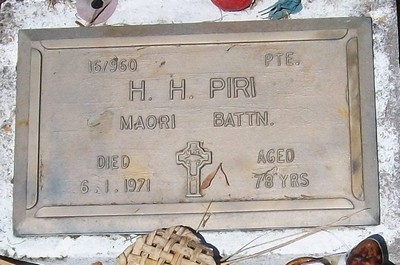 16/960 PTE.
H. H. PIRI
MAORI BATTN.
DIED AGED
6.1.1971 78 YRS